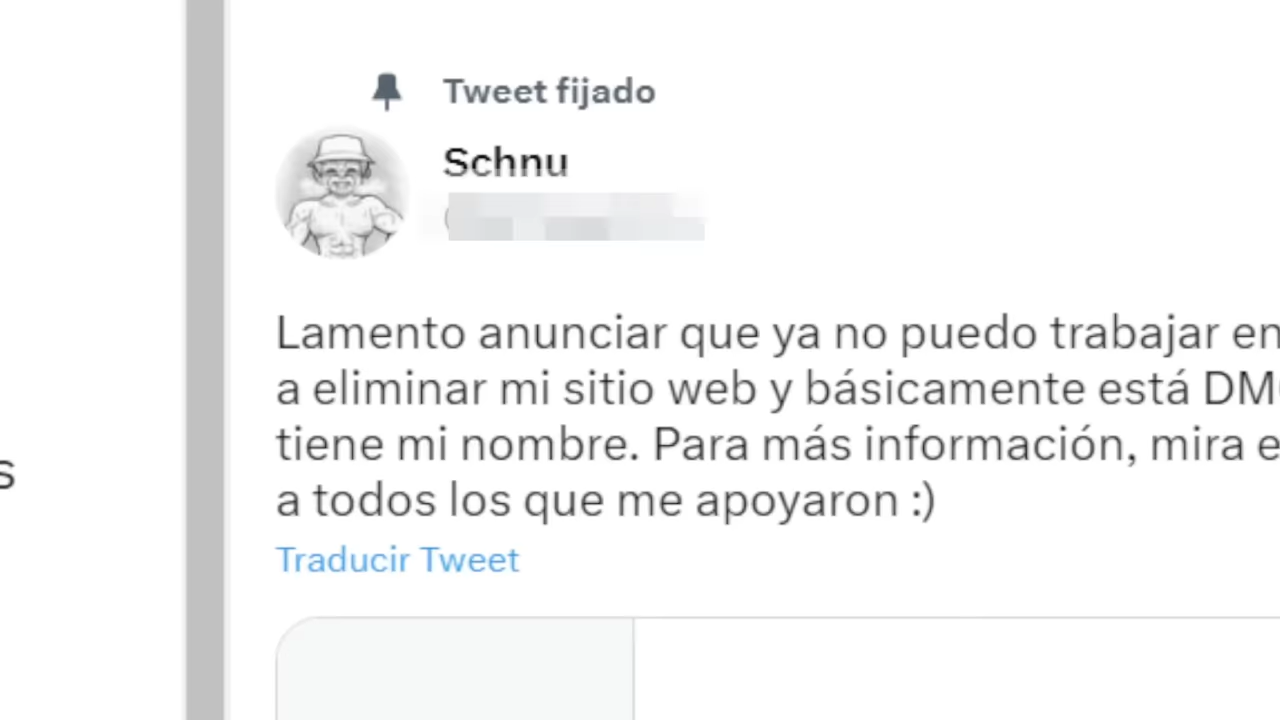 Tweet fijado
Schnu
Lamento anunciar que ya no puedo trabajar en
a eliminar mi sitio web y básicamente está
tiene mi nombre. Para más información, mira
a todos los que me apoyaron :)
Traducir Tweet